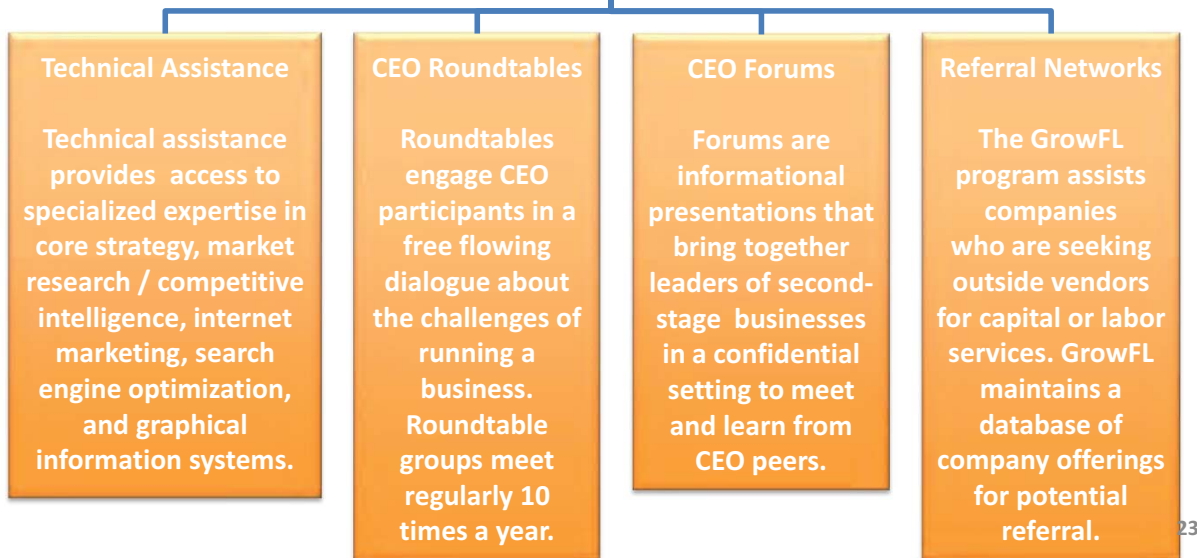 Technical Assistance
Technical assistance
provides access to
specialized expertise in
core strategy, market
research / competitive
intelligence, internet
marketing, search
engine optimization,
and graphical
information systems.
CEO Roundtables
Roundtables
engage CEO
participants in a
free flowing
dialogue about
the challenges of
running a
business.
Roundtable
groups meet
regularly 10
times a year.
CEO Forums
Forums are
informational
presentations that
bring together
leaders of second-
stage businesses
in a confidential
setting to meet
and learn from
CEO peers.
Referral Networks
The GrowFL
program assists
companies
who are seeking
outside vendors
for capital or labor
services. GrowFL
maintains a
database of
company offerings
for potential
referral.
23